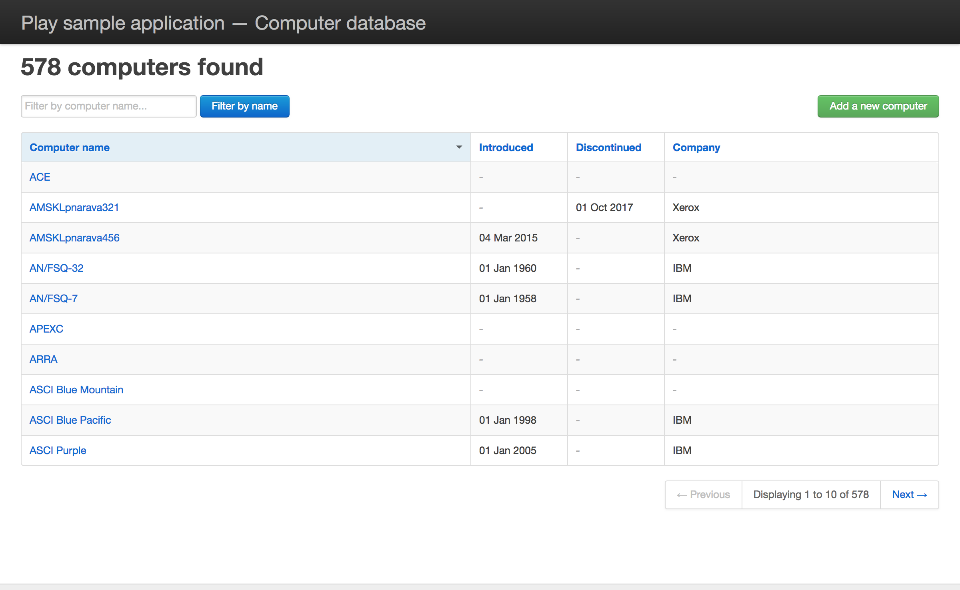 Play sample application — Computer database
578 computers found
Filter by computer name... Filter by name Add a new computer
Computer name Introduced Discontinued Company
ACE - - -
AMSKLpnarava321 - 01 Oct 2017 Xerox
AMSKLpnarava456 04 Mar 2015 - Xerox
AN/FSQ-32 01 Jan 1960 - IBM
AN/FSQ-7 01 Jan 1958 - IBM
APEXC - - -
ARRA - - -
ASCI Blue Mountain - - -
ASCI Blue Pacific 01 Jan 1998 - IBM
ASCI Purple 01 Jan 2005 - IBM
← Previous Displaying 1 to 10 of 578 Next →